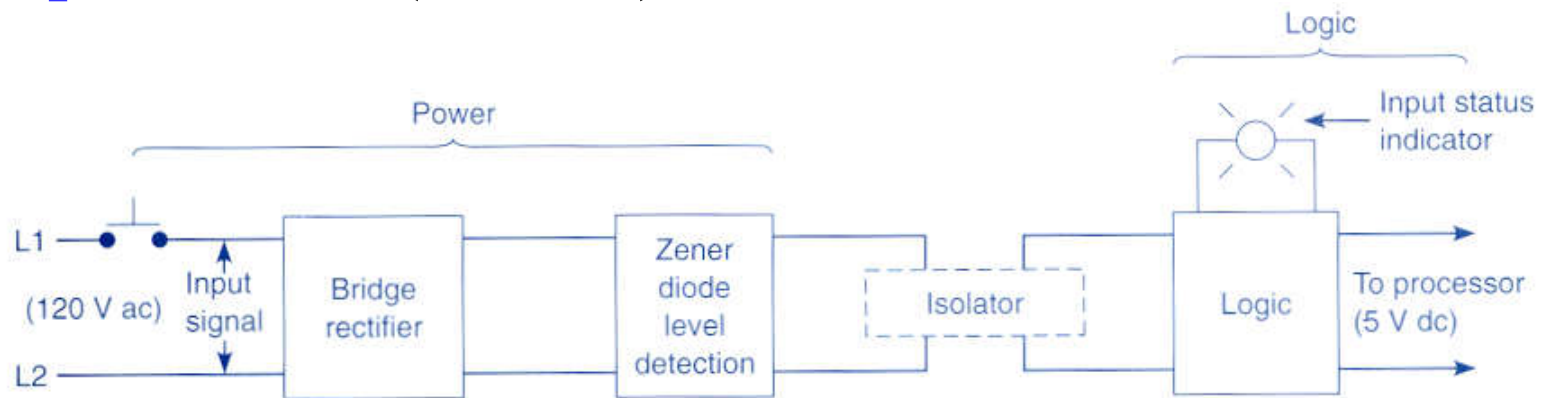 Logic
Power
Input status
indicator
L1
(120 V ac)
L2
Input
signal
Bridge
rectifier
Zener
diode
level
detection
Isolator
Logic
To processor
(5 V dc)